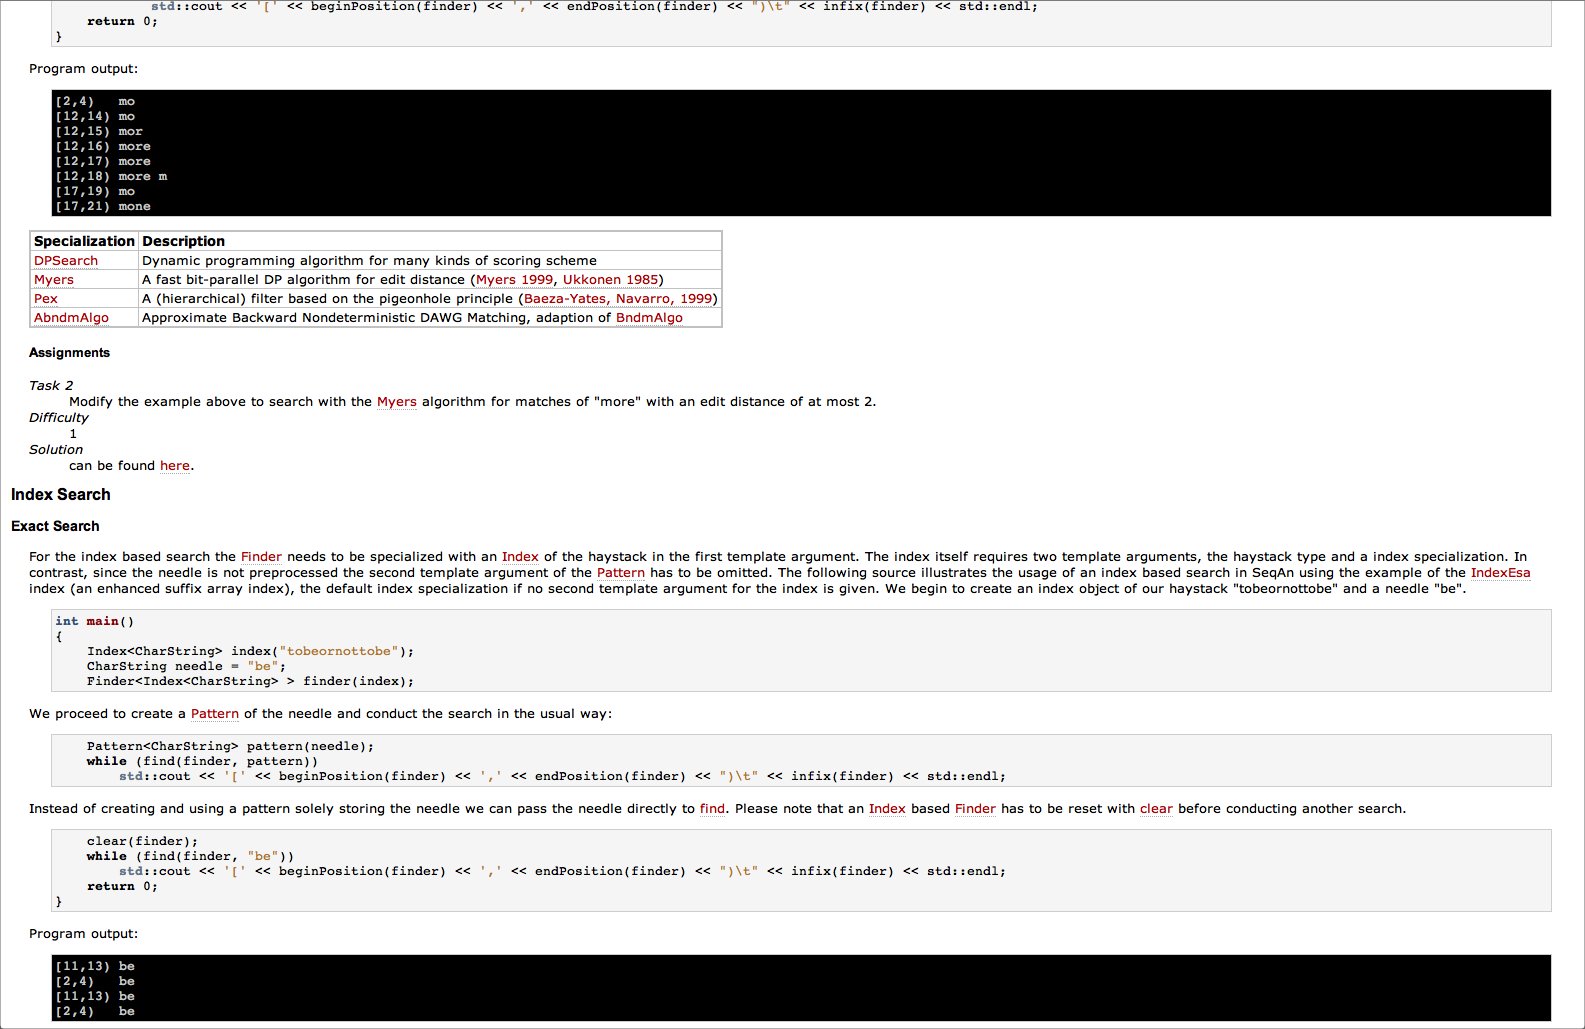 std::cout << '[' << beginPosition(finder) << ',' << endPosition(finder) << ")\t" << infix(finder) << std::endl;
    return 0;
}
Program output:
[2,4)   mo
[12,14) mo
[12,15) mor
[12,16) more
[12,17) more
[12,18) more m
[17,19) mo
[17,21) mone
Specialization Description
DPSearch Dynamic programming algorithm for many kinds of scoring scheme
Myers A fast bit-parallel DP algorithm for edit distance (Myers 1999, Ukkonen 1985)
Pex A (hierarchical) filter based on the pigeonhole principle (Baeza-Yates, Navarro, 1999)
AbndmAlgo Approximate Backward Nondeterministic DAWG Matching, adaption of BndmAlgo
Assignments
Task 2
Modify the example above to search with the Myers algorithm for matches of "more" with an edit distance of at most 2.
Difficulty
1
Solution
can be found here.
Index Search
Exact Search
For the index based search the Finder needs to be specialized with an Index of the haystack in the first template argument. The index itself requires two template arguments, the haystack type and a index specialization. In
contrast, since the needle is not preprocessed the second template argument of the Pattern has to be omitted. The following source illustrates the usage of an index based search in SeqAn using the example of the IndexEsa
index (an enhanced suffix array index), the default index specialization if no second template argument for the index is given. We begin to create an index object of our haystack "tobeornottobe" and a needle "be".
int main()
{
    Index<CharString> index("tobeornottobe");
    CharString needle = "be";
    Finder<Index<CharString> > finder(index);
We proceed to create a Pattern of the needle and conduct the search in the usual way:
    Pattern<CharString> pattern(needle);
    while (find(finder, pattern))
        std::cout << '[' << beginPosition(finder) << ',' << endPosition(finder) << ")\t" << infix(finder) << std::endl;
Instead of creating and using a pattern solely storing the needle we can pass the needle directly to find. Please note that an Index based Finder has to be reset with clear before conducting another search.
    clear(finder);
    while (find(finder, "be"))
        std::cout << '[' << beginPosition(finder) << ',' << endPosition(finder) << ")\t" << infix(finder) << std::endl;
    return 0;
}
Program output:
[11,13) be
[2,4)   be
[11,13) be
[2,4)   be